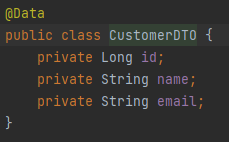 @Data
public class CustomerDTO {
    private Long id;
    private String name;
    private String email;
}